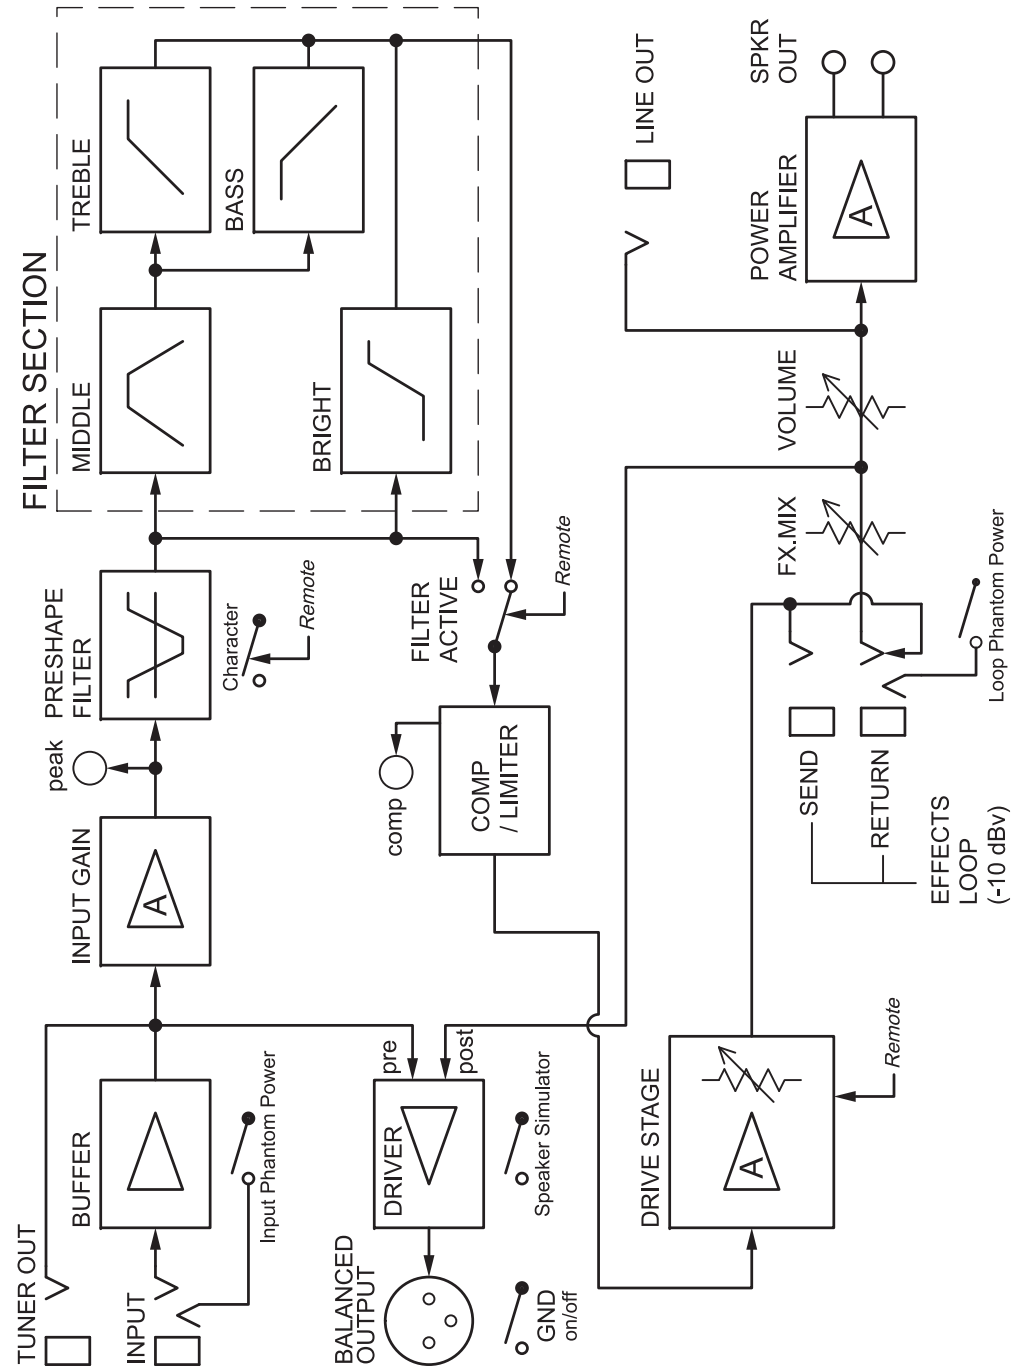 FILTER SECTION
TUNER OUT
INPUT
BUFFER
Input Phantom Power
INPUT GAIN
A
peak
PRESHAPE
FILTER
Character
Remote
MIDDLE
TREBLE
BASS
BRIGHT
FILTER
ACTIVE
Remote
comp
COMP
/ LIMITER
BALANCED
OUTPUT
DRIVER
pre
post
Speaker Simulator
GND
on/off
DRIVE STAGE
A
Remote
SEND
RETURN
EFFECTS
LOOP
(-10 dBv)
Loop Phantom Power
FX.MIX
VOLUME
LINE OUT
POWER
AMPLIFIER
A
SPKR
OUT